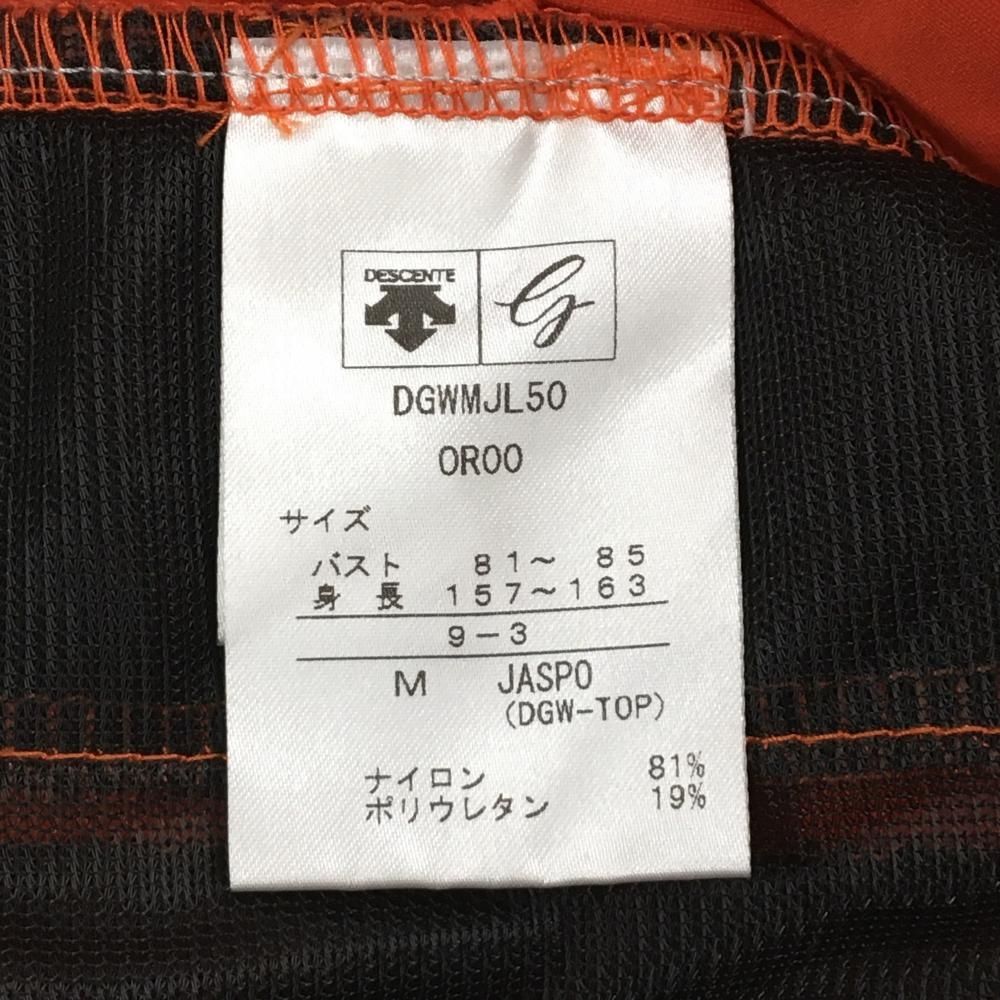 DESCENTE
G
DGWMJL50
OR00
サイズ
バスト 81～ 85
身 長 157～163
9-3
M JASPO
(DGW-TOP)
ナイロン 81%
ポリウレタン 19%